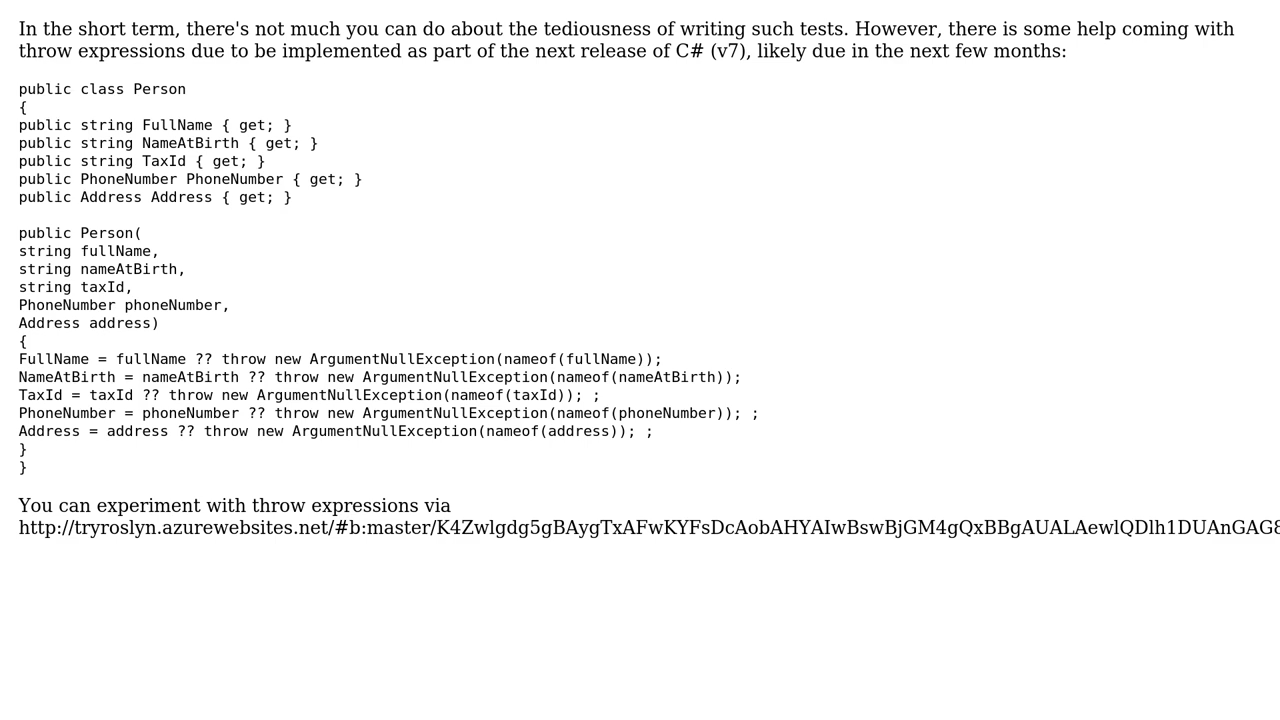 In the short term, there's not much you can do about the tediousness of writing such tests. However, there is some help coming with
throw expressions due to be implemented as part of the next release of C# (v7), likely due in the next few months:
public class Person
{
public string FullName { get; }
public string NameAtBirth { get; }
public string TaxId { get; }
public PhoneNumber PhoneNumber { get; }
public Address Address { get; }
public Person(
string fullName,
string nameAtBirth,
string taxId,
PhoneNumber phoneNumber,
Address address)
{
FullName = fullName ?? throw new ArgumentNullException(nameof(fullName));
NameAtBirth = nameAtBirth ?? throw new ArgumentNullException(nameof(nameAtBirth));
TaxId = taxId ?? throw new ArgumentNullException(nameof(taxId)); ;
PhoneNumber = phoneNumber ?? throw new ArgumentNullException(nameof(phoneNumber)); ;
Address = address ?? throw new ArgumentNullException(nameof(address)); ;
}
}
You can experiment with throw expressions via
http://tryroslyn.azurewebsites.net/#b:master/K4Zwlgdg5gBAygTxAFwKYFsDcAobAHYAIwBswBjGM4gQxBBgAUALAewlQDlh1DUAnGAG8